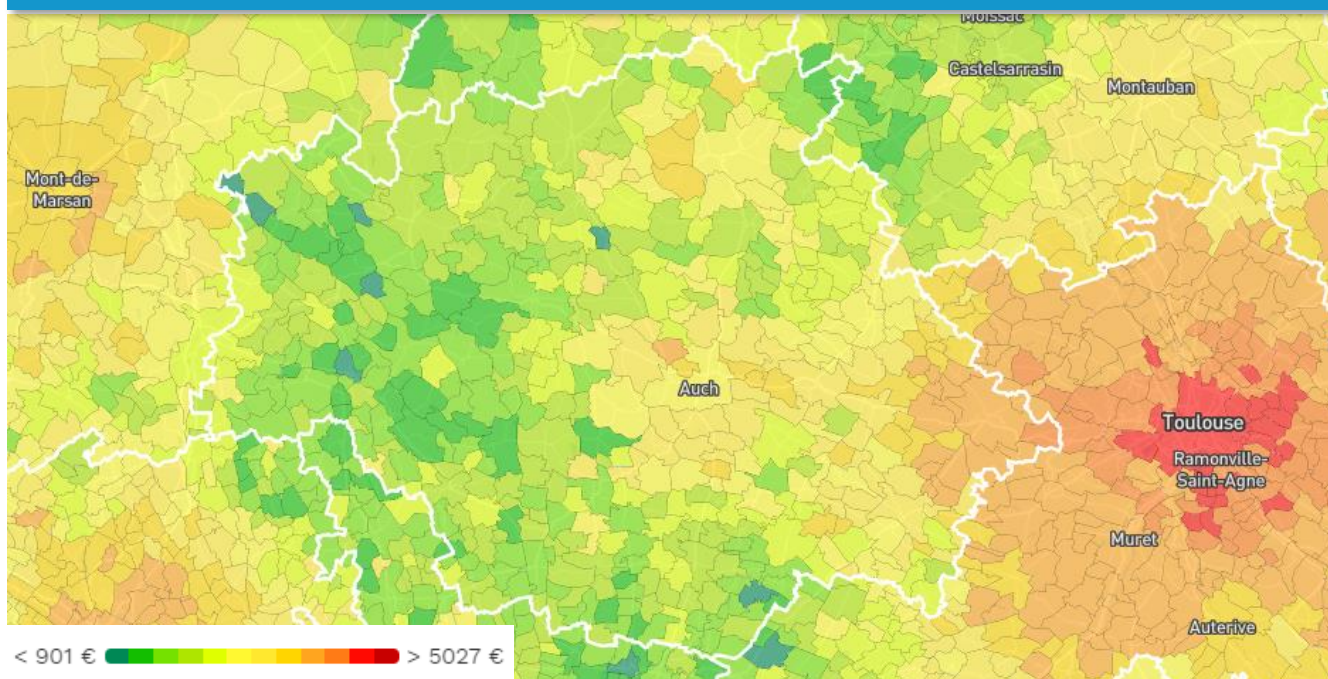 Moissac
Castelsarrasin
Montauban
Mont-de-
Marsan
Auch
Toulouse
Ramonville-
Saint-Agne
Muret
Auterive
< 901 € > 5027 €